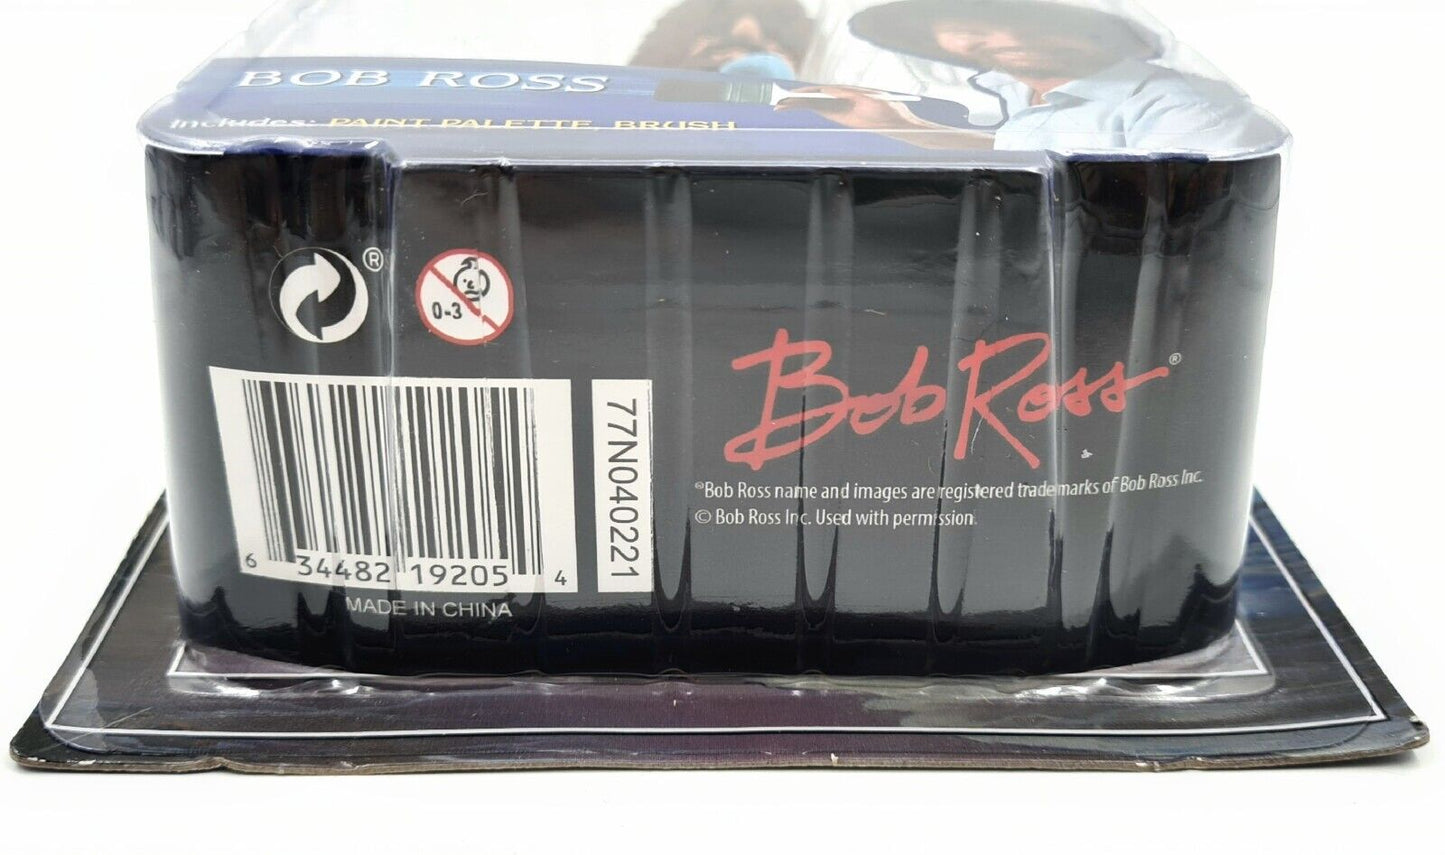 BOB ROSS
Includes: PAINT PALETTE, BRUSH
®
0-3
Bob Ross®
®Bob Ross name and images are registered trademarks of Bob Ross Inc.
© Bob Ross Inc. Used with permission.
77N040221
6 34482 19205 4
MADE IN CHINA